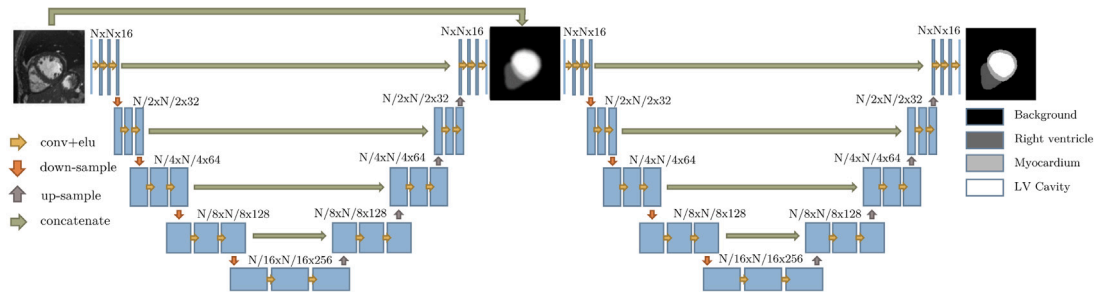 NxNx16
NxNx16
NxNx16
NxNx16
N/2xN/2x32
N/2xN/2x32
N/2xN/2x32
N/2xN/2x32
N/4xN/4x64
N/4xN/4x64
N/4xN/4x64
N/4xN/4x64
N/8xN/8x128
N/8xN/8x128
N/8xN/8x128
N/8xN/8x128
N/16xN/16x256
N/16xN/16x256
conv+elu
down-sample
up-sample
concatenate
Background
Right ventricle
Myocardium
LV Cavity